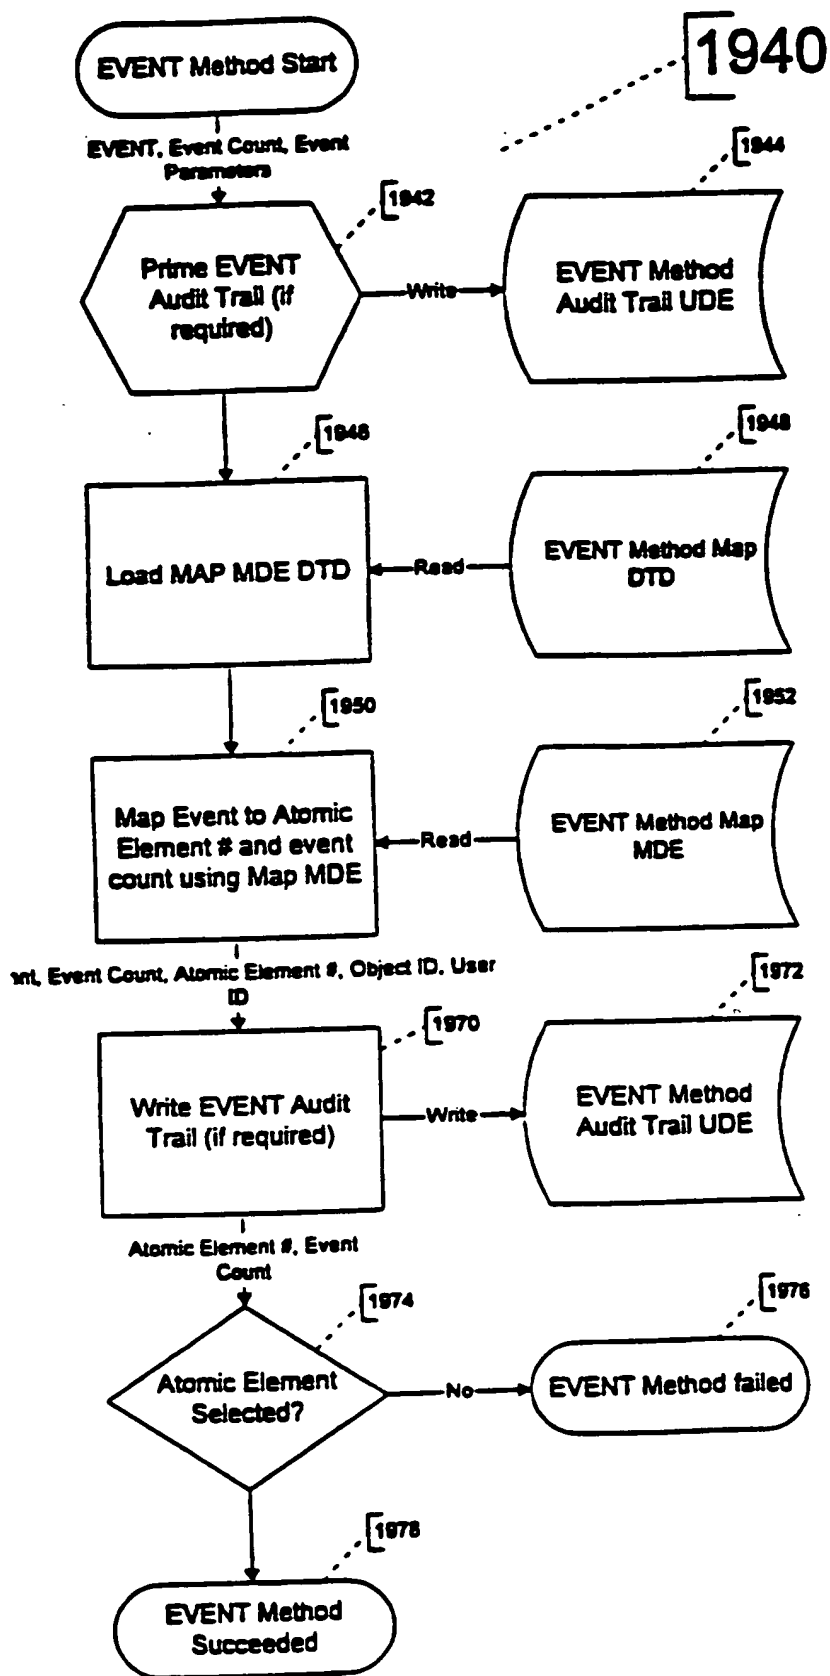 1940
EVENT Method Start
EVENT, Event Count, Event
Parameters
1942
1944
Prime EVENT
Audit Trail (if
required)
Write
EVENT Method
Audit Trail UDE
1946
1948
Load MAP MDE DTD
Read
EVENT Method Map
DTD
1950
1952
Map Event to Atomic
Element # and event
count using Map MDE
Read
EVENT Method Map
MDE
Event Count, Atomic Element #, Object ID, User
ID
1970
1972
Write EVENT Audit
Trail (if required)
Write
EVENT Method
Audit Trail UDE
Atomic Element #, Event
Count
1974
1976
Atomic Element
Selected?
No
EVENT Method failed
1978
EVENT Method
Succeeded